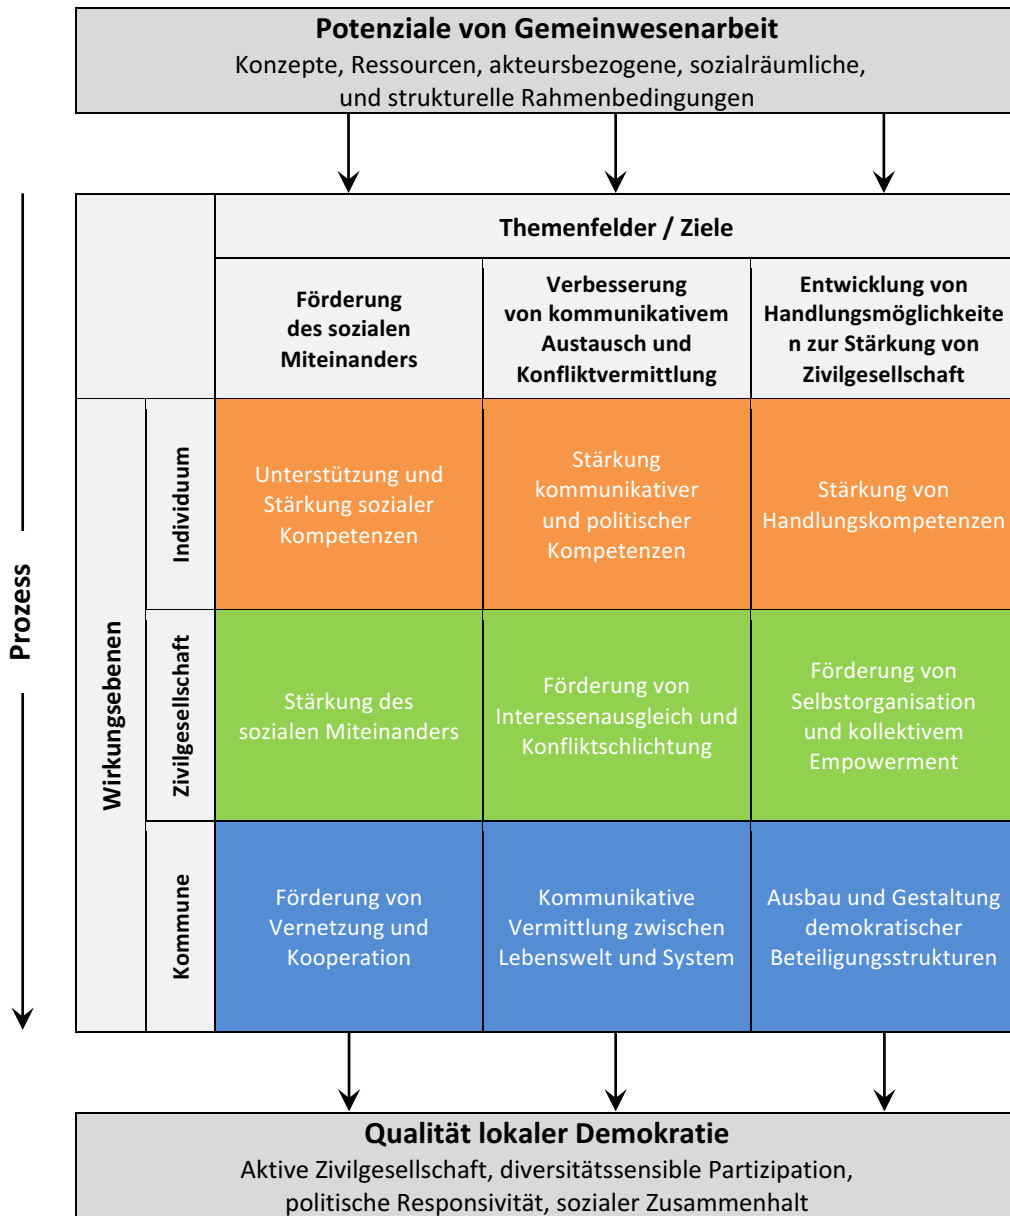 Potenziale von Gemeinwesenarbeit
Konzepte, Ressourcen, akteursbezogene, sozialräumliche,
und strukturelle Rahmenbedingungen
Prozess
Themenfelder / Ziele
Förderung
des sozialen
Miteinanders
Verbesserung
von kommunikativem
Austausch und
Konfliktvermittlung
Entwicklung von
Handlungsmöglichkeite
n zur Stärkung von
Zivilgesellschaft
Wirkungsebenen
Individuum
Unterstützung und
Stärkung sozialer
Kompetenzen
Stärkung
kommunikativer
und politischer
Kompetenzen
Stärkung von
Handlungskompetenzen
Zivilgesellschaft
Stärkung des
sozialen Miteinanders
Förderung von
Interessenausgleich und
Konfliktschlichtung
Förderung von
Selbstorganisation
und kollektivem
Empowerment
Kommune
Förderung von
Vernetzung und
Kooperation
Kommunikative
Vermittlung zwischen
Lebenswelt und System
Ausbau und Gestaltung
demokratischer
Beteiligungsstrukturen
Qualität lokaler Demokratie
Aktive Zivilgesellschaft, diversitätssensible Partizipation,
politische Responsivität, sozialer Zusammenhalt